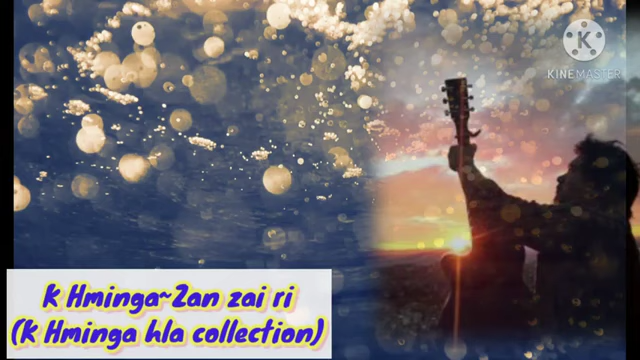 K
KINEMASTER
K Hminga~Zan zai ri
(K Hminga hla collection)